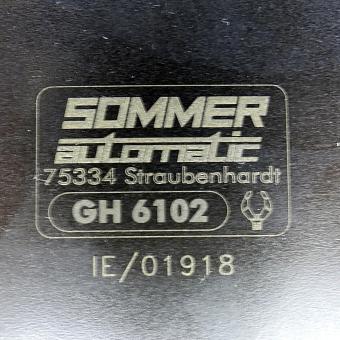 SOMMER
automatic
75334 Straubenhardt
GH 6102
IE/01918